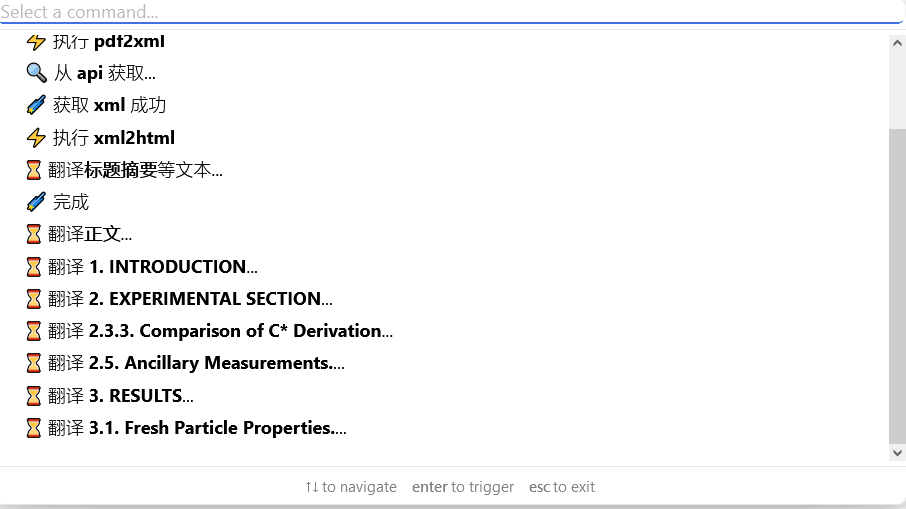 Select a command...
执行 pdf2xml
从 api 获取...
获取 xml 成功
执行 xml2html
翻译标题摘要等文本...
完成
翻译正文...
翻译 1. INTRODUCTION...
翻译 2. EXPERIMENTAL SECTION...
翻译 2.3.3. Comparison of C* Derivation...
翻译 2.5. Ancillary Measurements....
翻译 3. RESULTS...
翻译 3.1. Fresh Particle Properties....
↑↓ to navigate enter to trigger esc to exit